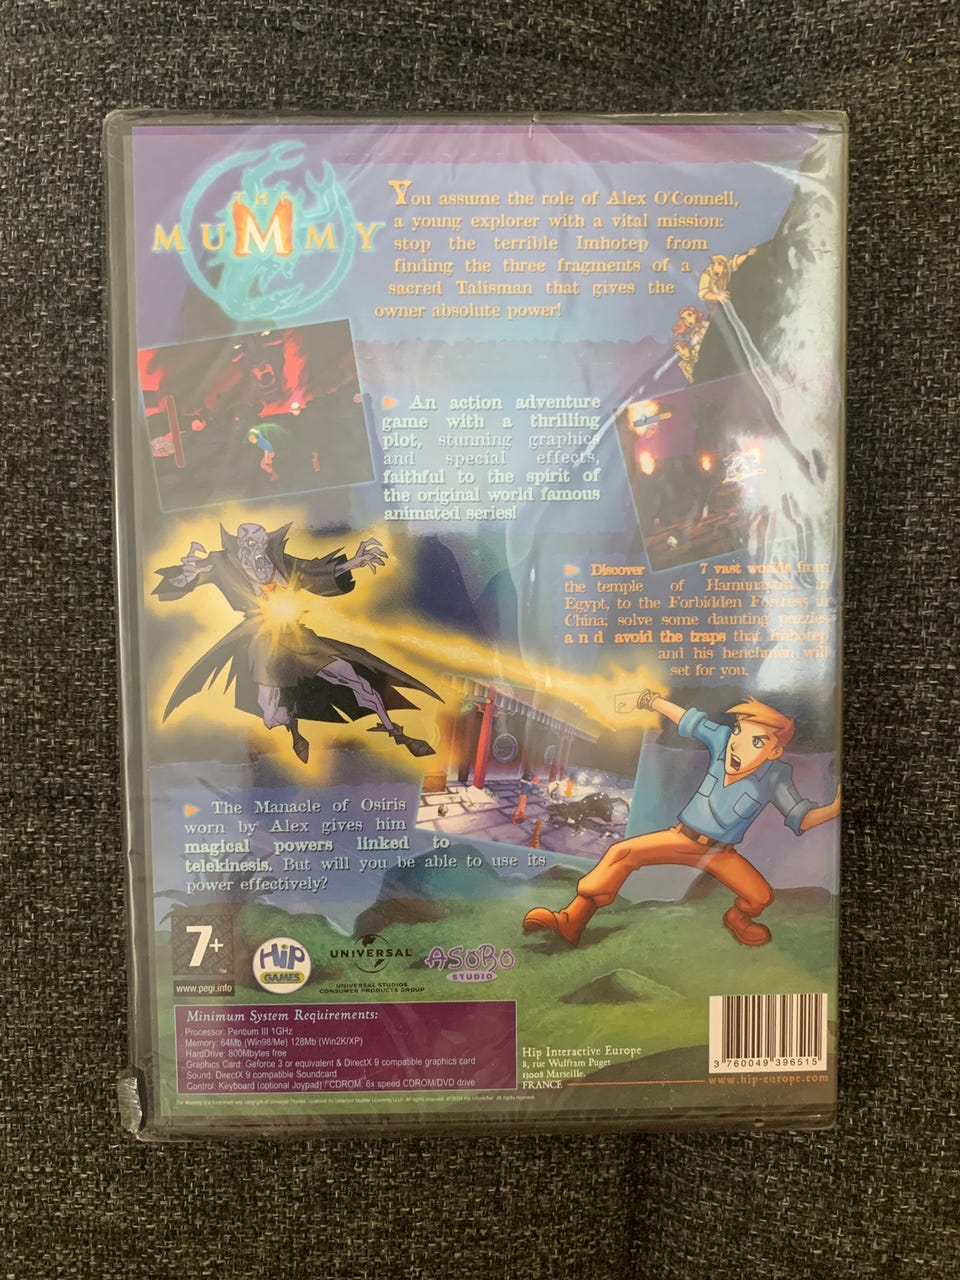 THE
MUMMY
You assume the role of Alex O'Connell,
a young explorer with a vital mission:
stop the terrible Imhotep from
finding the three fragments of a
sacred Talisman that gives the
owner absolute power!
An action adventure
game with a thrilling
plot, stunning graphics
and special effects,
faithful to the spirit of
the original world famous
animated series!
Discover 7 vast worlds from
the temple of Hamunaptra in
Egypt, to the Forbidden Fortress in
China; solve some daunting puzzles
and avoid the traps that Imhotep
and his henchmen will
set for you.
The Manacle of Osiris
worn by Alex gives him
magical powers linked to
telekinesis. But will you be able to use its
power effectively?
7+
TM
www.pegi.info
HiP
GAMES
UNIVERSAL
UNIVERSAL STUDIOS
CONSUMER PRODUCTS GROUP
ASOBO
STUDIO
Minimum System Requirements:
Processor: Pentium III 1GHz
Memory: 64Mb (Win98/Me) 128Mb (Win2K/XP)
HardDrive: 800Mbytes free
Graphics Card: Geforce 3 or equivalent & DirectX 9 compatible graphics card
Sound: DirectX 9 compatible Soundcard
Control: Keyboard (optional Joypad) / CDROM: 6x speed CDROM/DVD drive
Hip Interactive Europe
8, rue Wulfram Puget
13008 Marseille.
FRANCE
3 760049 396515
www.hip-europe.com